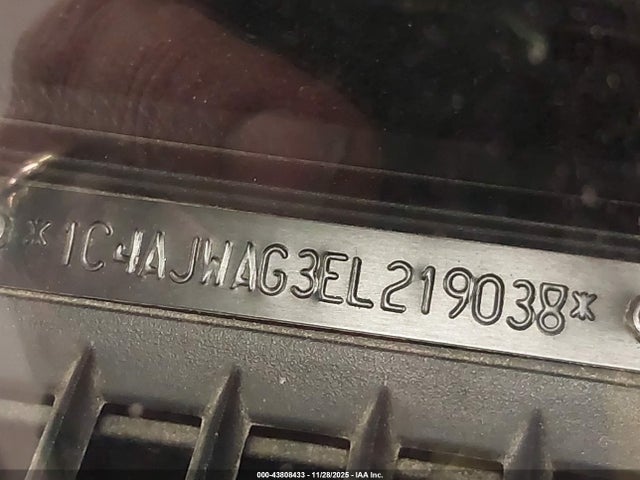 *1C4AJWAG3EL219038*
000-43808433 - 11/28/2025 - IAA Inc.